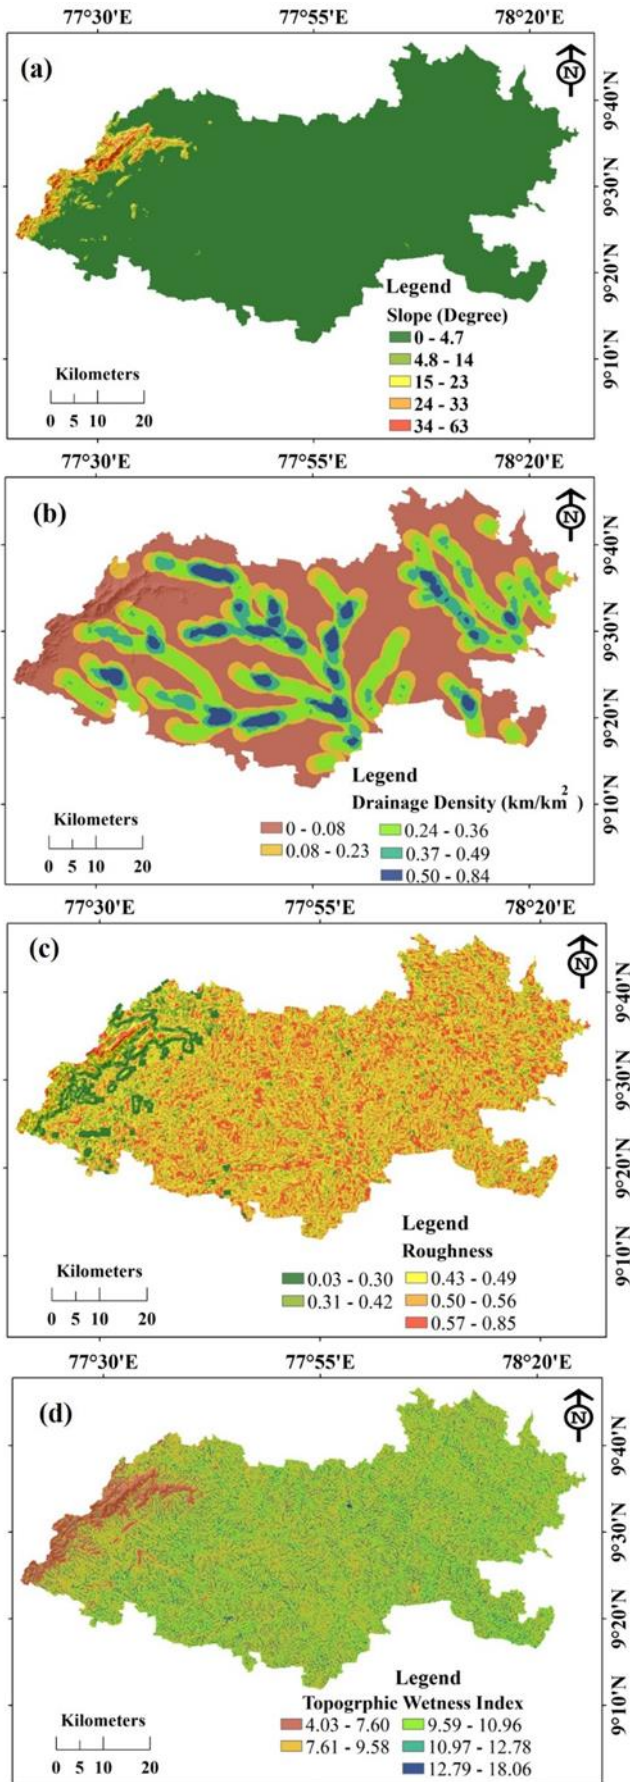 77°30'E 77°55'E 78°20'E
(a)
N
9°40'N
9°30'N
9°20'N
9°10'N
Legend
Slope (Degree)
0 - 4.7
4.8 - 14
15 - 23
24 - 33
34 - 63
Kilometers
0 5 10 20
77°30'E 77°55'E 78°20'E
(b)
N
9°40'N
9°30'N
9°20'N
9°10'N
Legend
Drainage Density (km/km²)
0 - 0.08 0.24 - 0.36
0.08 - 0.23 0.37 - 0.49
0.50 - 0.84
Kilometers
0 5 10 20
77°30'E 77°55'E 78°20'E
(c)
N
9°40'N
9°30'N
9°20'N
9°10'N
Legend
Roughness
0.03 - 0.30 0.43 - 0.49
0.31 - 0.42 0.50 - 0.56
0.57 - 0.85
Kilometers
0 5 10 20
77°30'E 77°55'E 78°20'E
(d)
N
9°40'N
9°30'N
9°20'N
9°10'N
Legend
Topogrphic Wetness Index
4.03 - 7.60 9.59 - 10.96
7.61 - 9.58 10.97 - 12.78
12.79 - 18.06
Kilometers
0 5 10 20